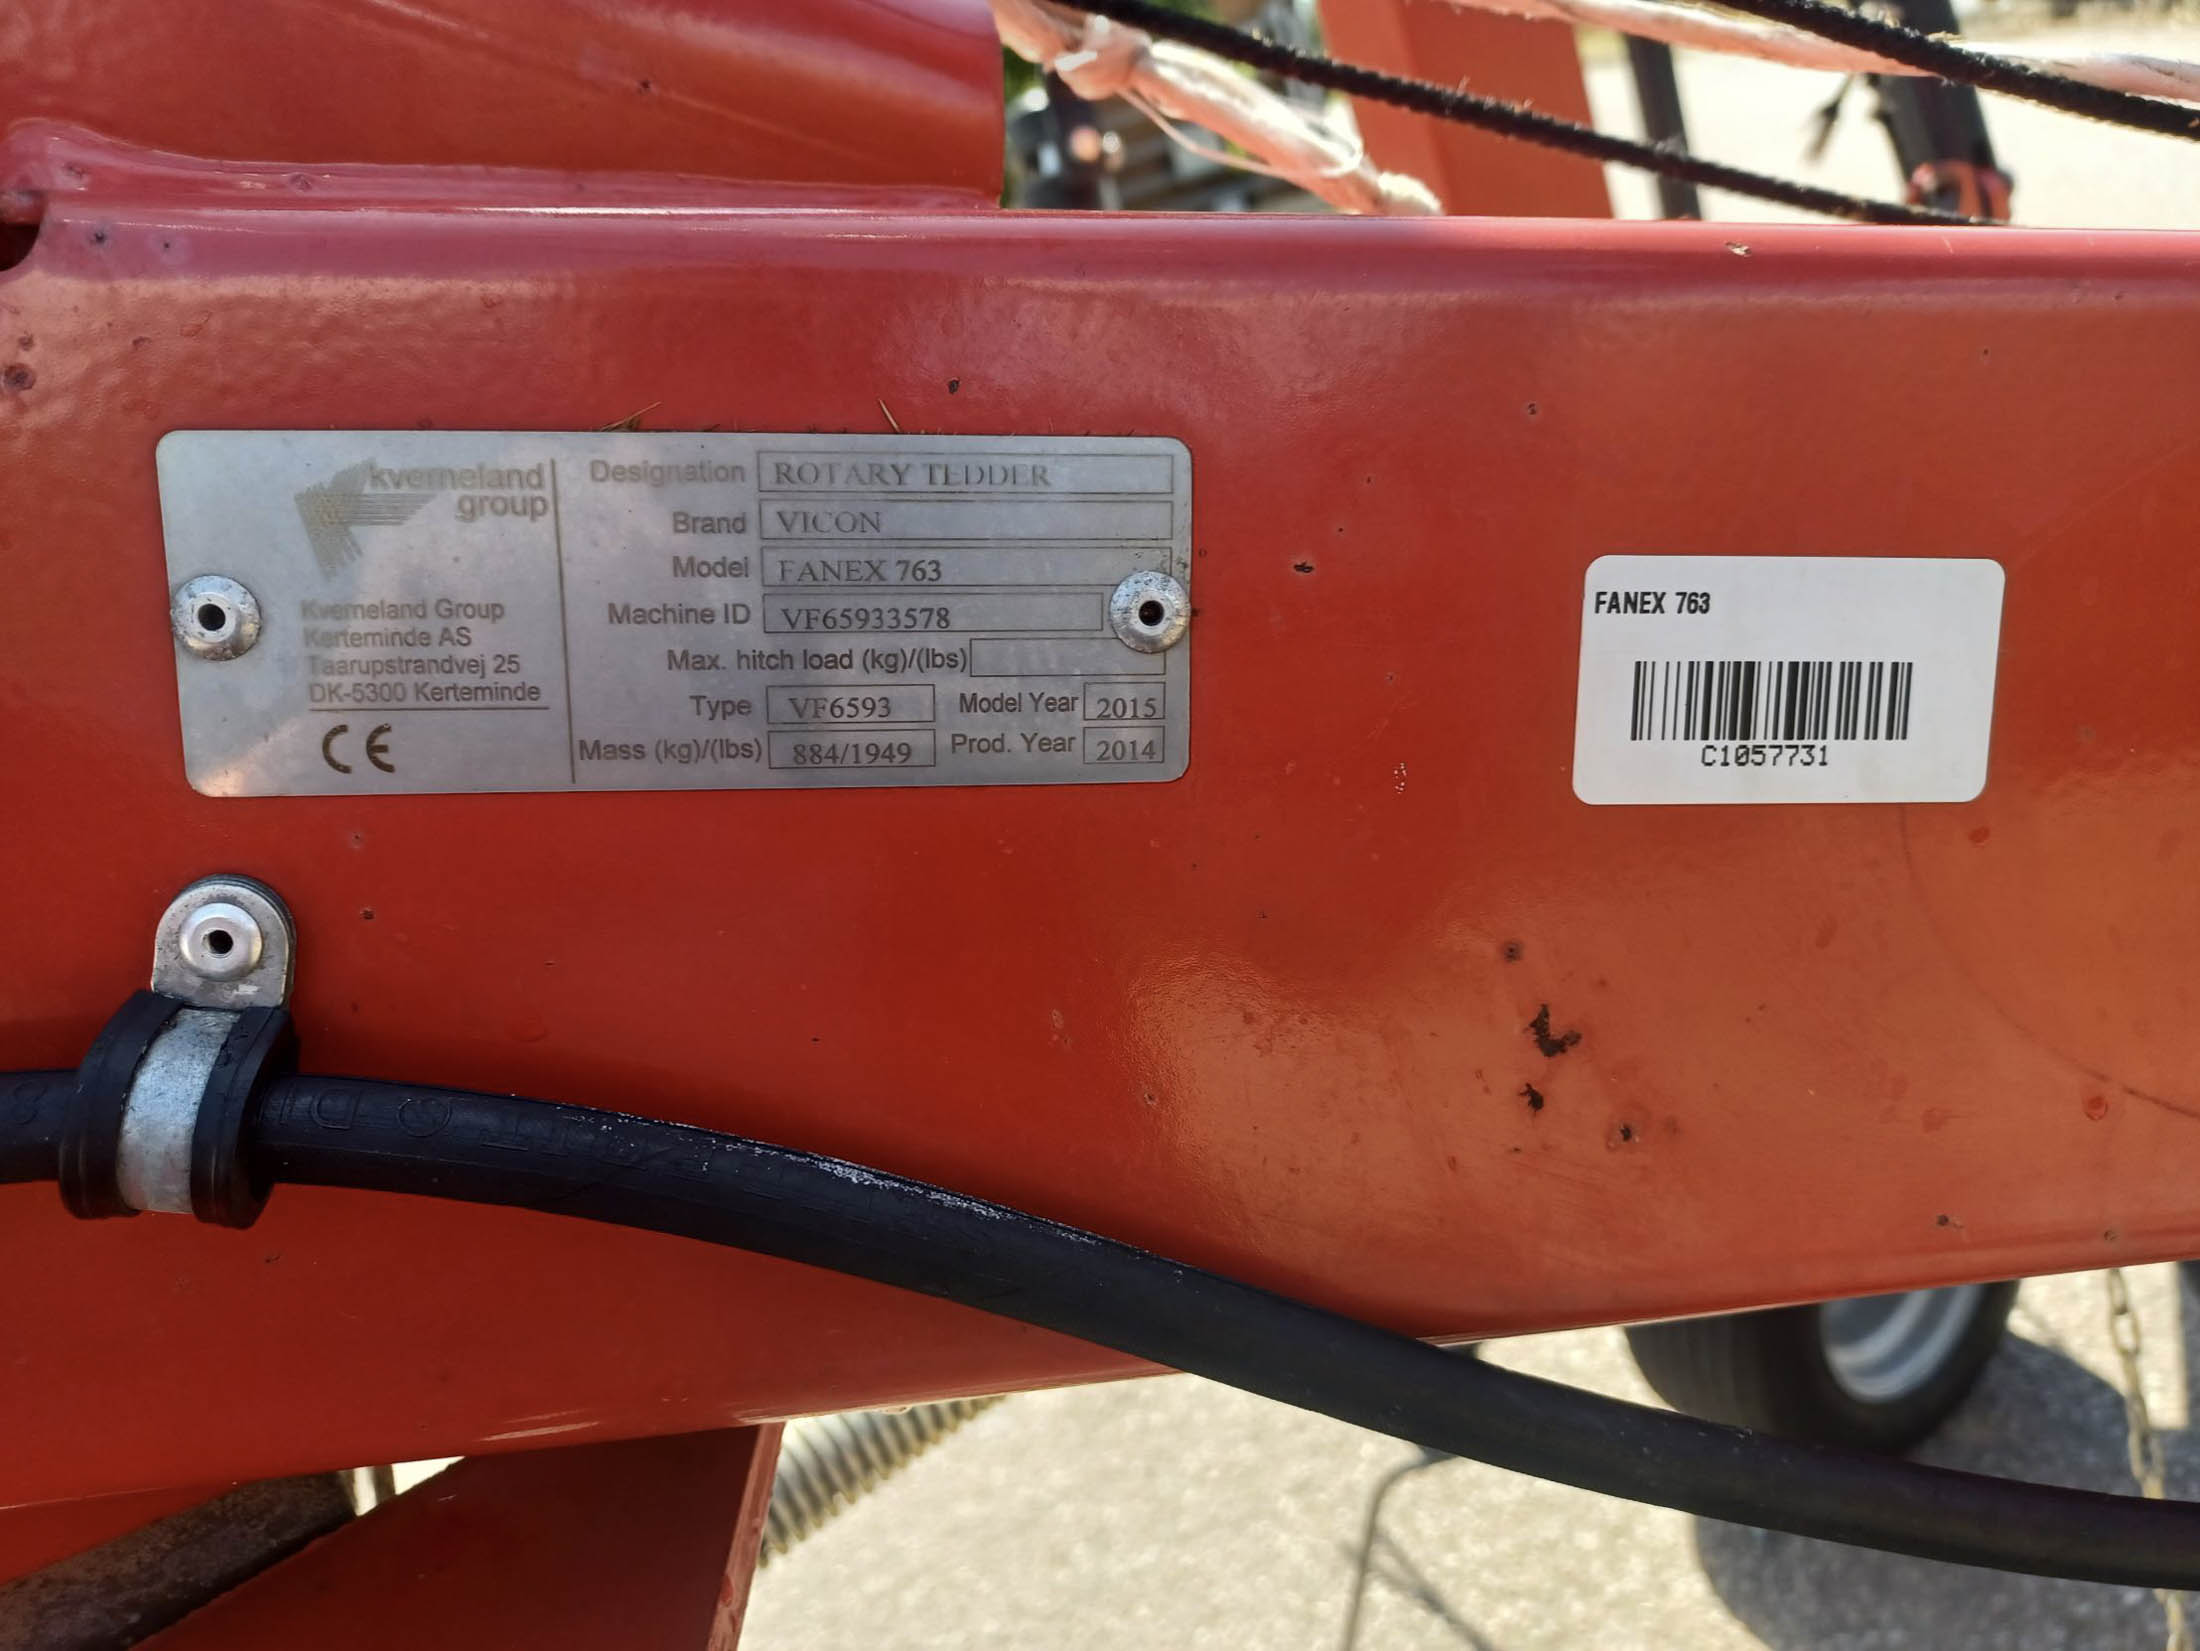 kverneland
group
Kverneland Group
Kerteminde AS
Taarupstrandvej 25
DK-5300 Kerteminde
CE
Designation ROTARY TEDDER
Brand VICON
Model FANEX 763
Machine ID VF65933578
Max. hitch load (kg)/(lbs)
Type VF6593 Model Year 2015
Mass (kg)/(lbs) 884/1949 Prod. Year 2014
FANEX 763
C1057731